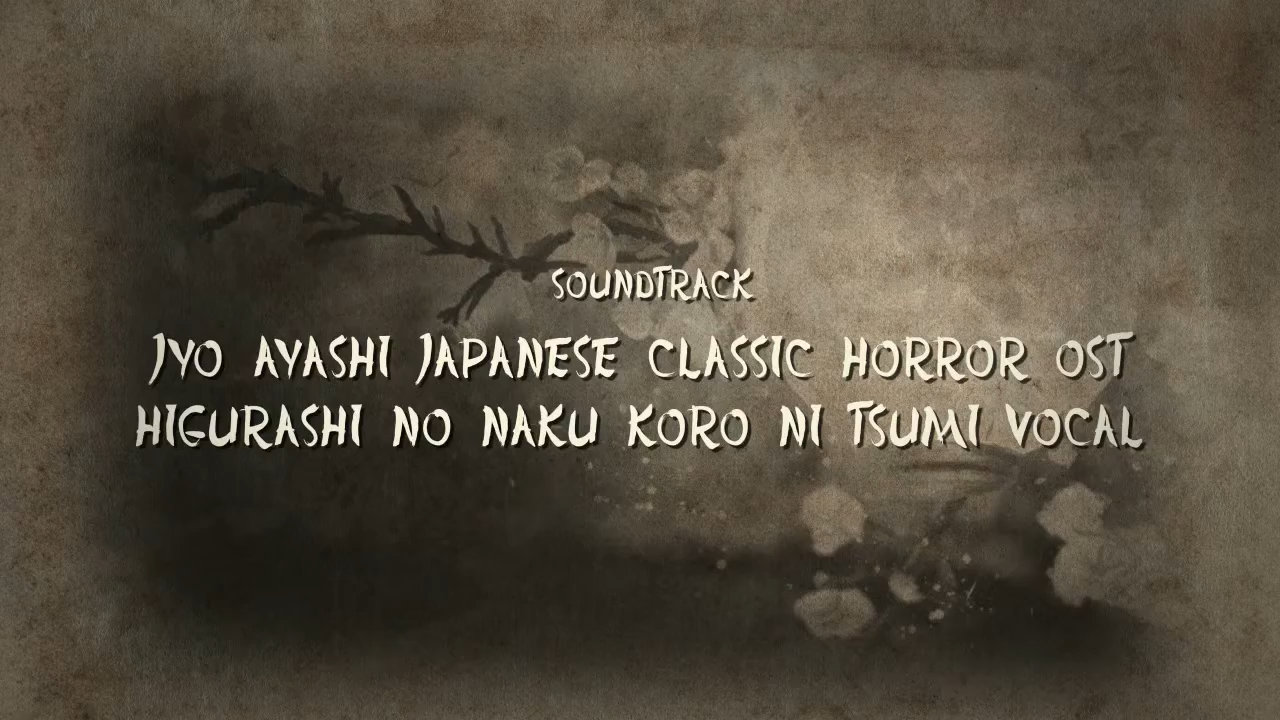 SOUNDTRACK
JYO AYASHI JAPANESE CLASSIC HORROR OST
HIGURASHI NO NAKU KORO NI TSUMI VOCAL